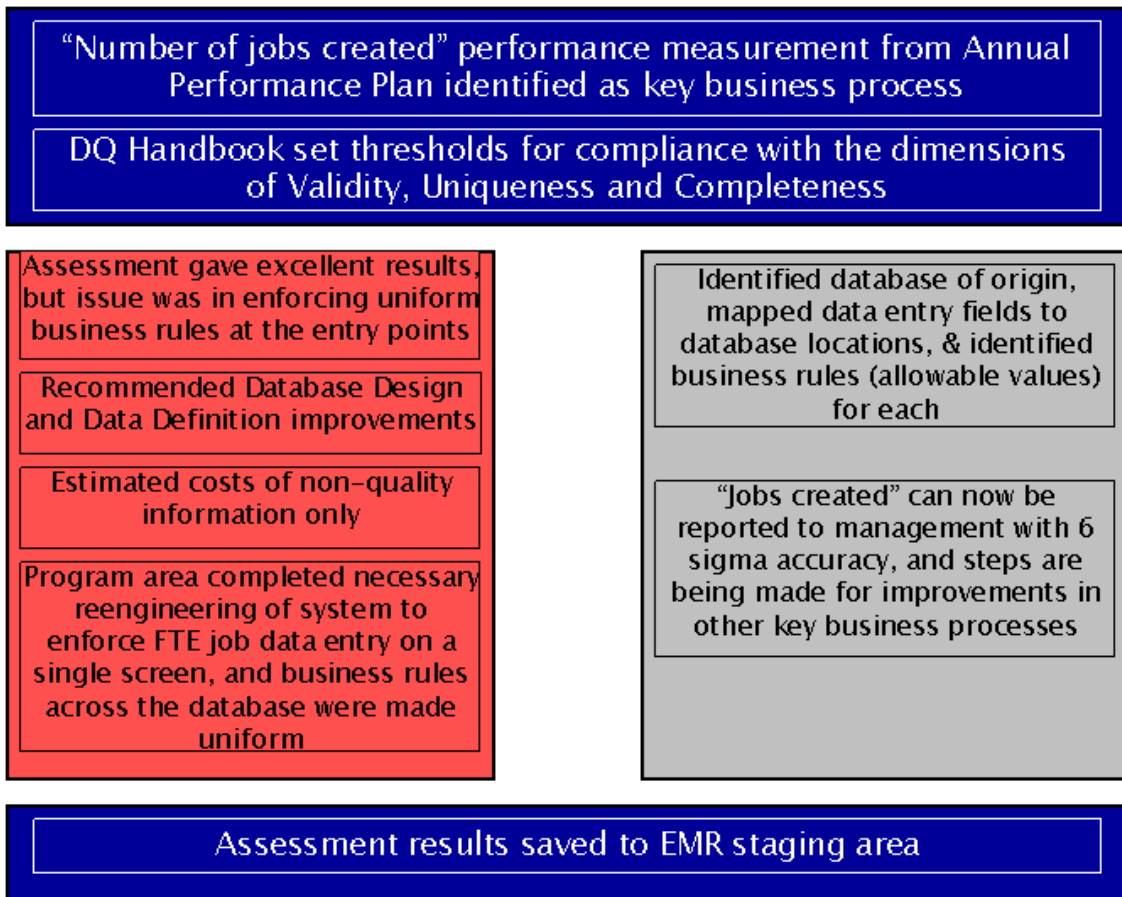 “Number of jobs created” performance measurement from Annual
Performance Plan identified as key business process
DQ Handbook set thresholds for compliance with the dimensions
of Validity, Uniqueness and Completeness
Assessment gave excellent results,
but issue was in enforcing uniform
business rules at the entry points
Recommended Database Design
and Data Definition improvements
Estimated costs of non-quality
information only
Program area completed necessary
reengineering of system to
enforce FTE job data entry on a
single screen, and business rules
across the database were made
uniform
Identified database of origin,
mapped data entry fields to
database locations, & identified
business rules (allowable values)
for each
“Jobs created” can now be
reported to management with 6
sigma accuracy, and steps are
being made for improvements in
other key business processes
Assessment results saved to EMR staging area